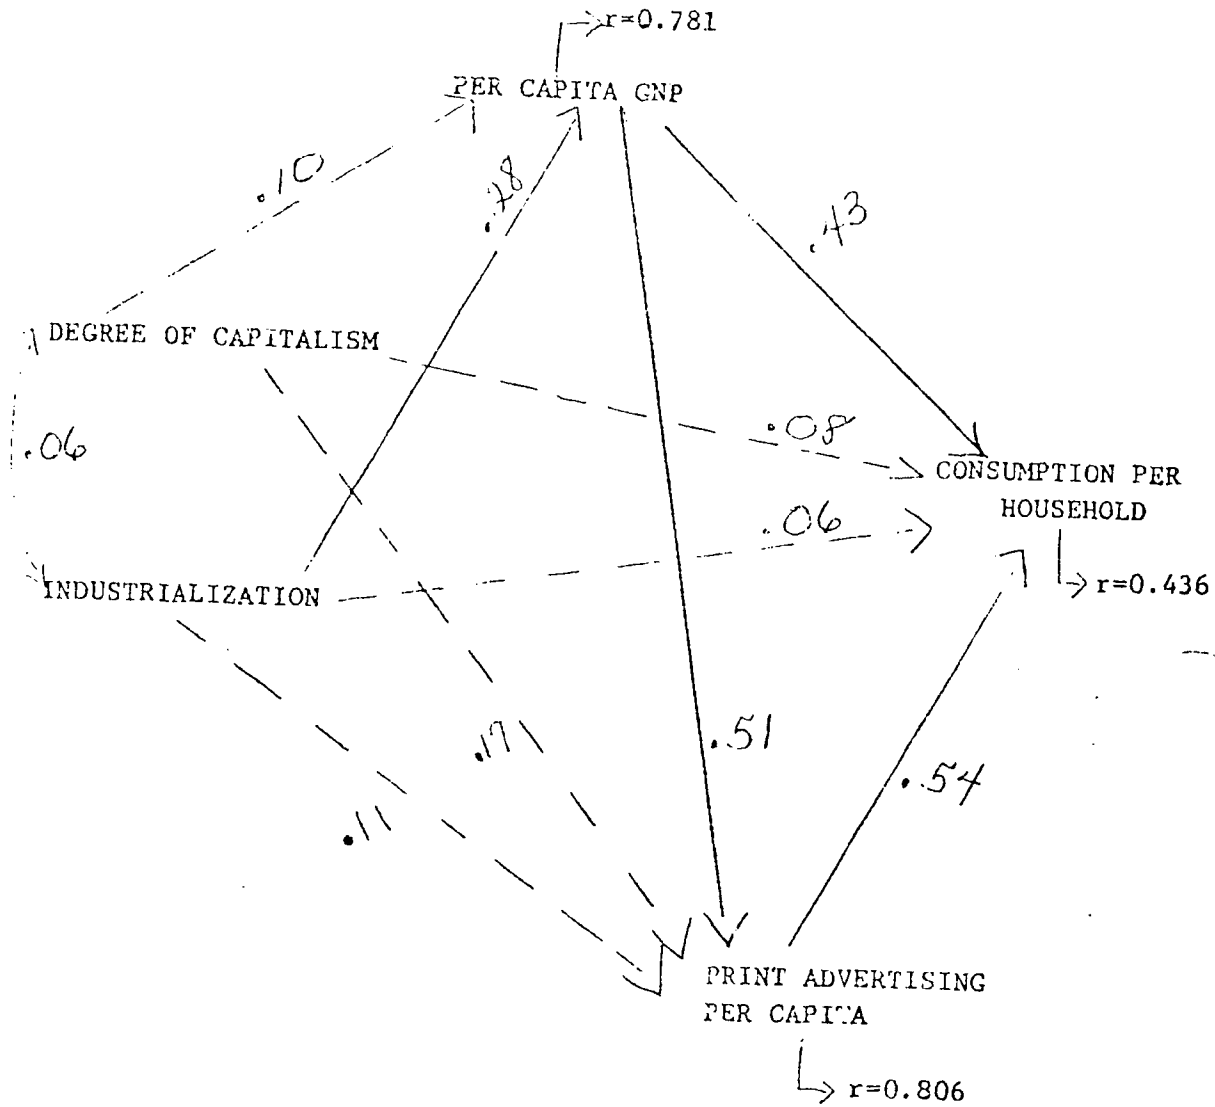 r=0.781
PER CAPITA GNP
.10
.28
.43
DEGREE OF CAPITALISM
.08
.06
CONSUMPTION PER
HOUSEHOLD
.06
r=0.436
INDUSTRIALIZATION
.17
.51
.54
.11
PRINT ADVERTISING
PER CAPITA
r=0.806